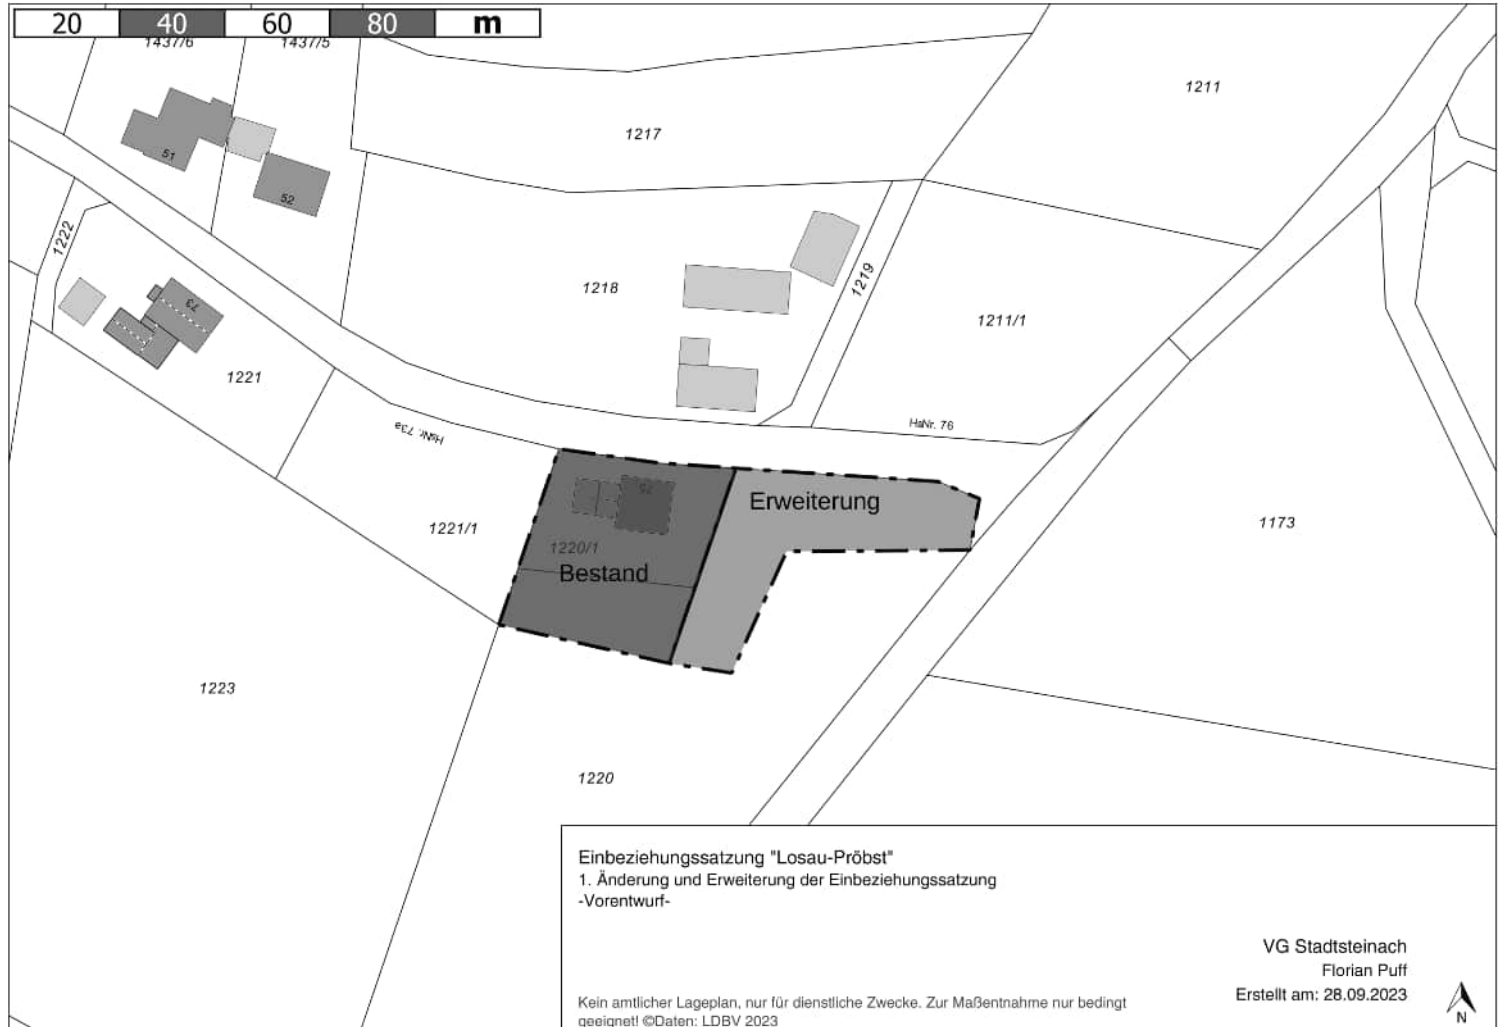 20 40 60 80 m
1437/6 1437/5
1211
1217
51
52
1222
1218
1219
73
1211/1
1221
HsNr. 73a
HsNr. 76
Erweiterung
1221/1
1220/1
1173
Bestand
1223
1220
Einbeziehungssatzung "Losau-Pröbst"
1. Änderung und Erweiterung der Einbeziehungssatzung
-Vorentwurf-
VG Stadtsteinach
Florian Puff
Erstellt am: 28.09.2023
Kein amtlicher Lageplan, nur für dienstliche Zwecke. Zur Maßentnahme nur bedingt
geeignet! ©Daten: LDBV 2023
N